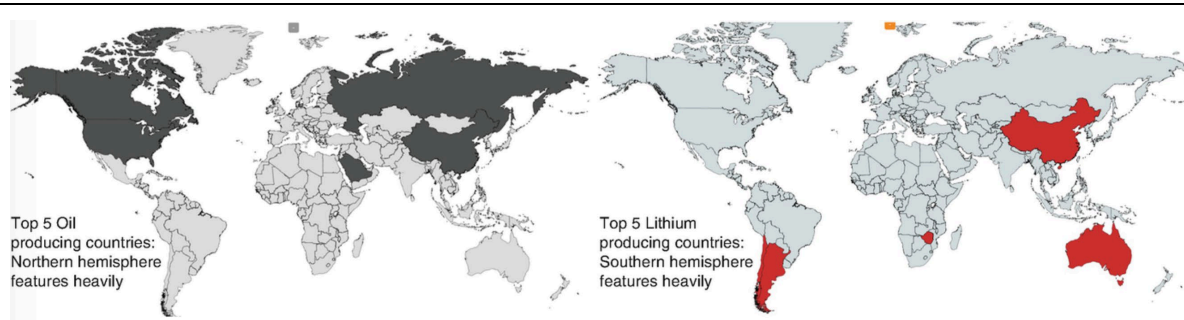 Top 5 Oil
producing countries:
Northern hemisphere
features heavily
Top 5 Lithium
producing countries:
Southern hemisphere
features heavily